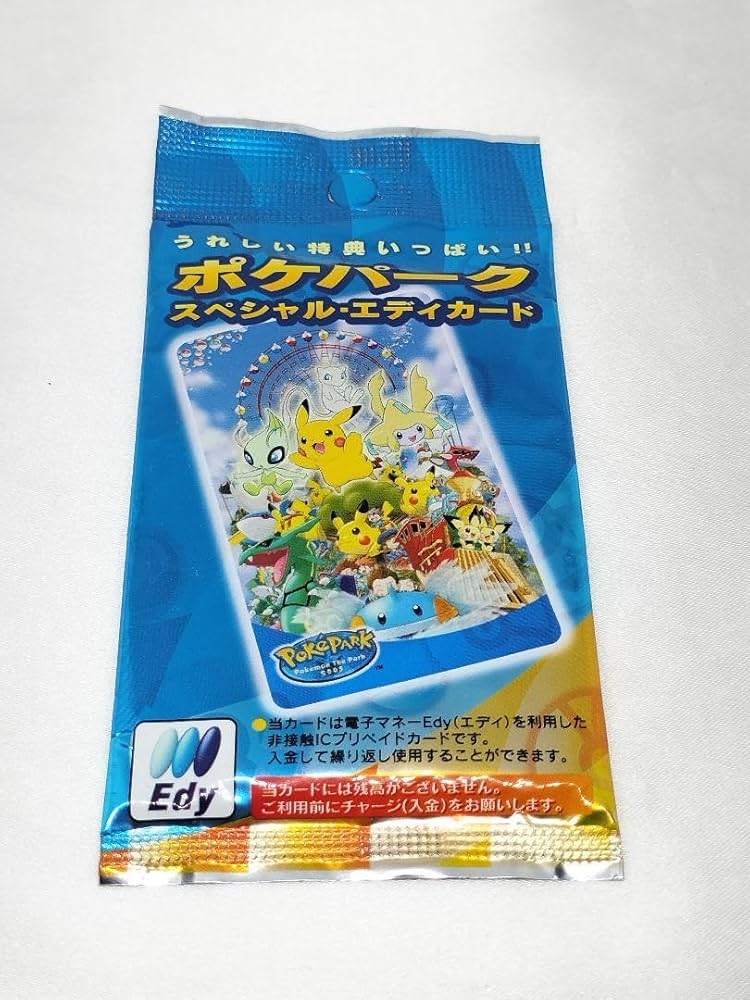 うれしい特典いっぱい!!
ポケパーク
スペシャル・エディカード
POKéPARK
Pokémon The Park
2005
TM
●当カードは電子マネーEdy(エディ)を利用した
非接触ICプリペイドカードです。
入金して繰り返し使用することができます。
当カードには残高がございません。
ご利用前にチャージ(入金)をお願いします。
Edy